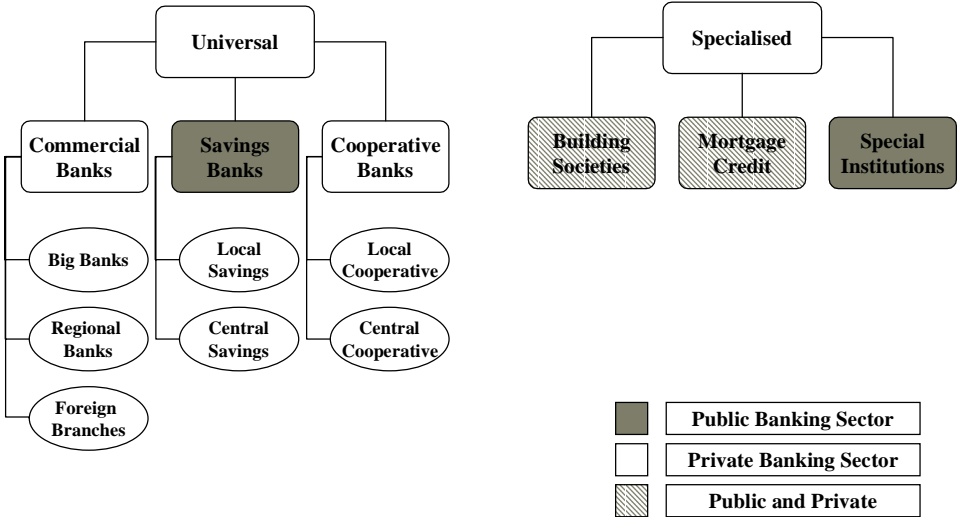 Universal
Specialised
Commercial
Banks
Savings
Banks
Cooperative
Banks
Building
Societies
Mortgage
Credit
Special
Institutions
Big Banks
Local
Savings
Local
Cooperative
Regional
Banks
Central
Savings
Central
Cooperative
Foreign
Branches
Public Banking Sector
Private Banking Sector
Public and Private